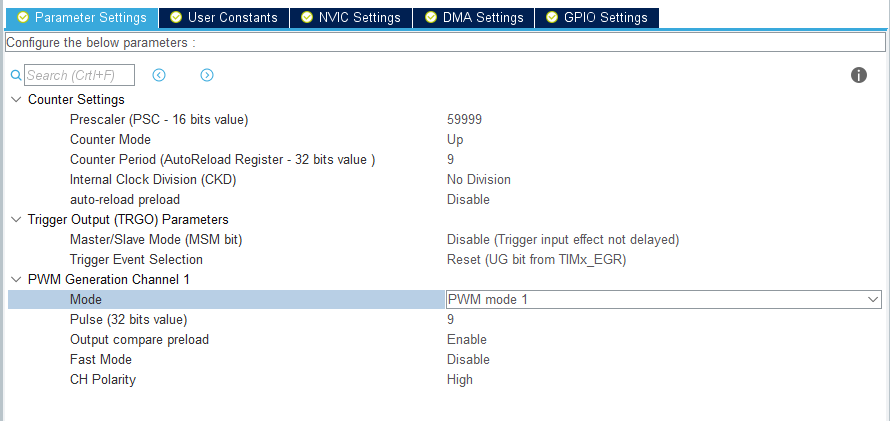 Parameter Settings User Constants NVIC Settings DMA Settings GPIO Settings
Configure the below parameters :
Search (Crtl+F)
Counter Settings
Prescaler (PSC - 16 bits value) 59999
Counter Mode Up
Counter Period (AutoReload Register - 32 bits value ) 9
Internal Clock Division (CKD) No Division
auto-reload preload Disable
Trigger Output (TRGO) Parameters
Master/Slave Mode (MSM bit) Disable (Trigger input effect not delayed)
Trigger Event Selection Reset (UG bit from TIMx_EGR)
PWM Generation Channel 1
Mode PWM mode 1
Pulse (32 bits value) 9
Output compare preload Enable
Fast Mode Disable
CH Polarity High